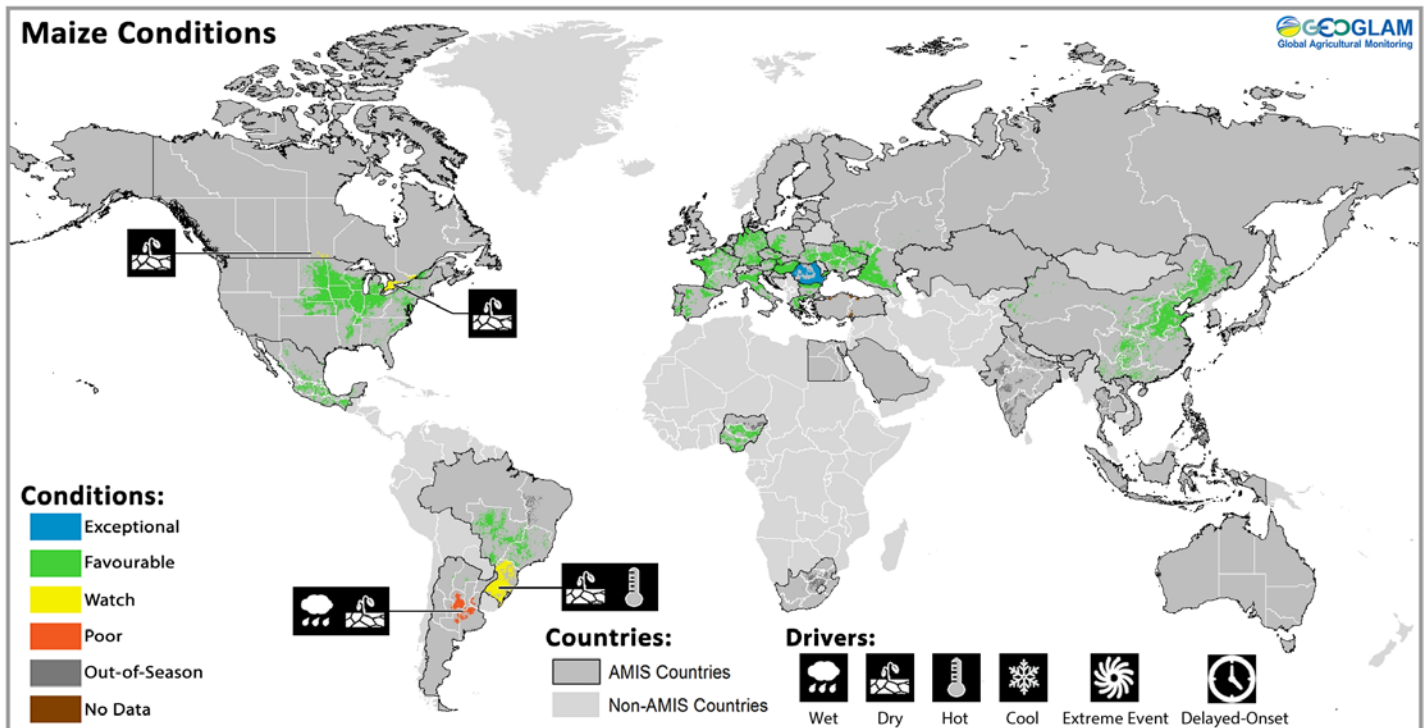 Maize Conditions
GEOGLAM
Global Agricultural Monitoring
Conditions:
Exceptional
Favourable
Watch
Poor
Out-of-Season
No Data
Countries:
AMIS Countries
Non-AMIS Countries
Drivers:
Wet
Dry
Hot
Cool
Extreme Event
Delayed-Onset